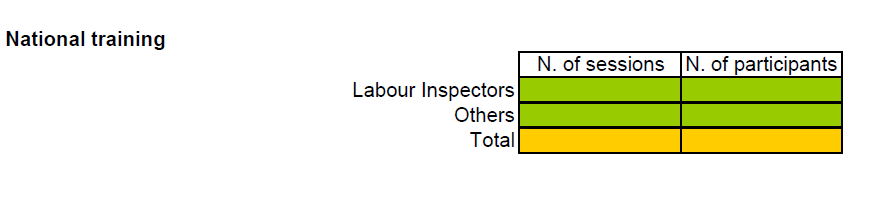 National training
N. of sessions N. of participants
Labour Inspectors
Others
Total